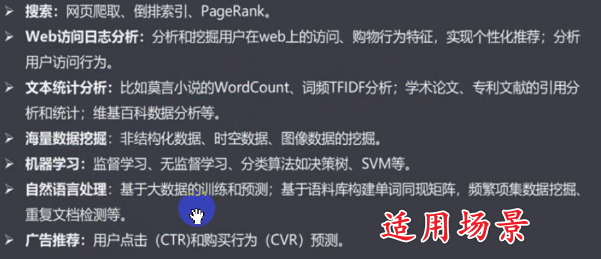 ➢ 搜索：网页爬取、倒排索引、PageRank。
➢ Web访问日志分析：分析和挖掘用户在web上的访问、购物行为特征，实现个性化推荐；分析
用户访问行为。
➢ 文本统计分析：比如莫言小说的WordCount、词频TFIDF分析；学术论文、专利文献的引用分
析和统计；维基百科数据分析等。
➢ 海量数据挖掘：非结构化数据、时空数据、图像数据的挖掘。
➢ 机器学习：监督学习、无监督学习、分类算法如决策树、SVM等。
➢ 自然语言处理：基于大数据的训练和预测；基于语料库构建单词同现矩阵，频繁项集数据挖掘、
重复文档检测等。
➢ 广告推荐：用户点击（CTR)和购买行为（CVR）预测。
适用场景